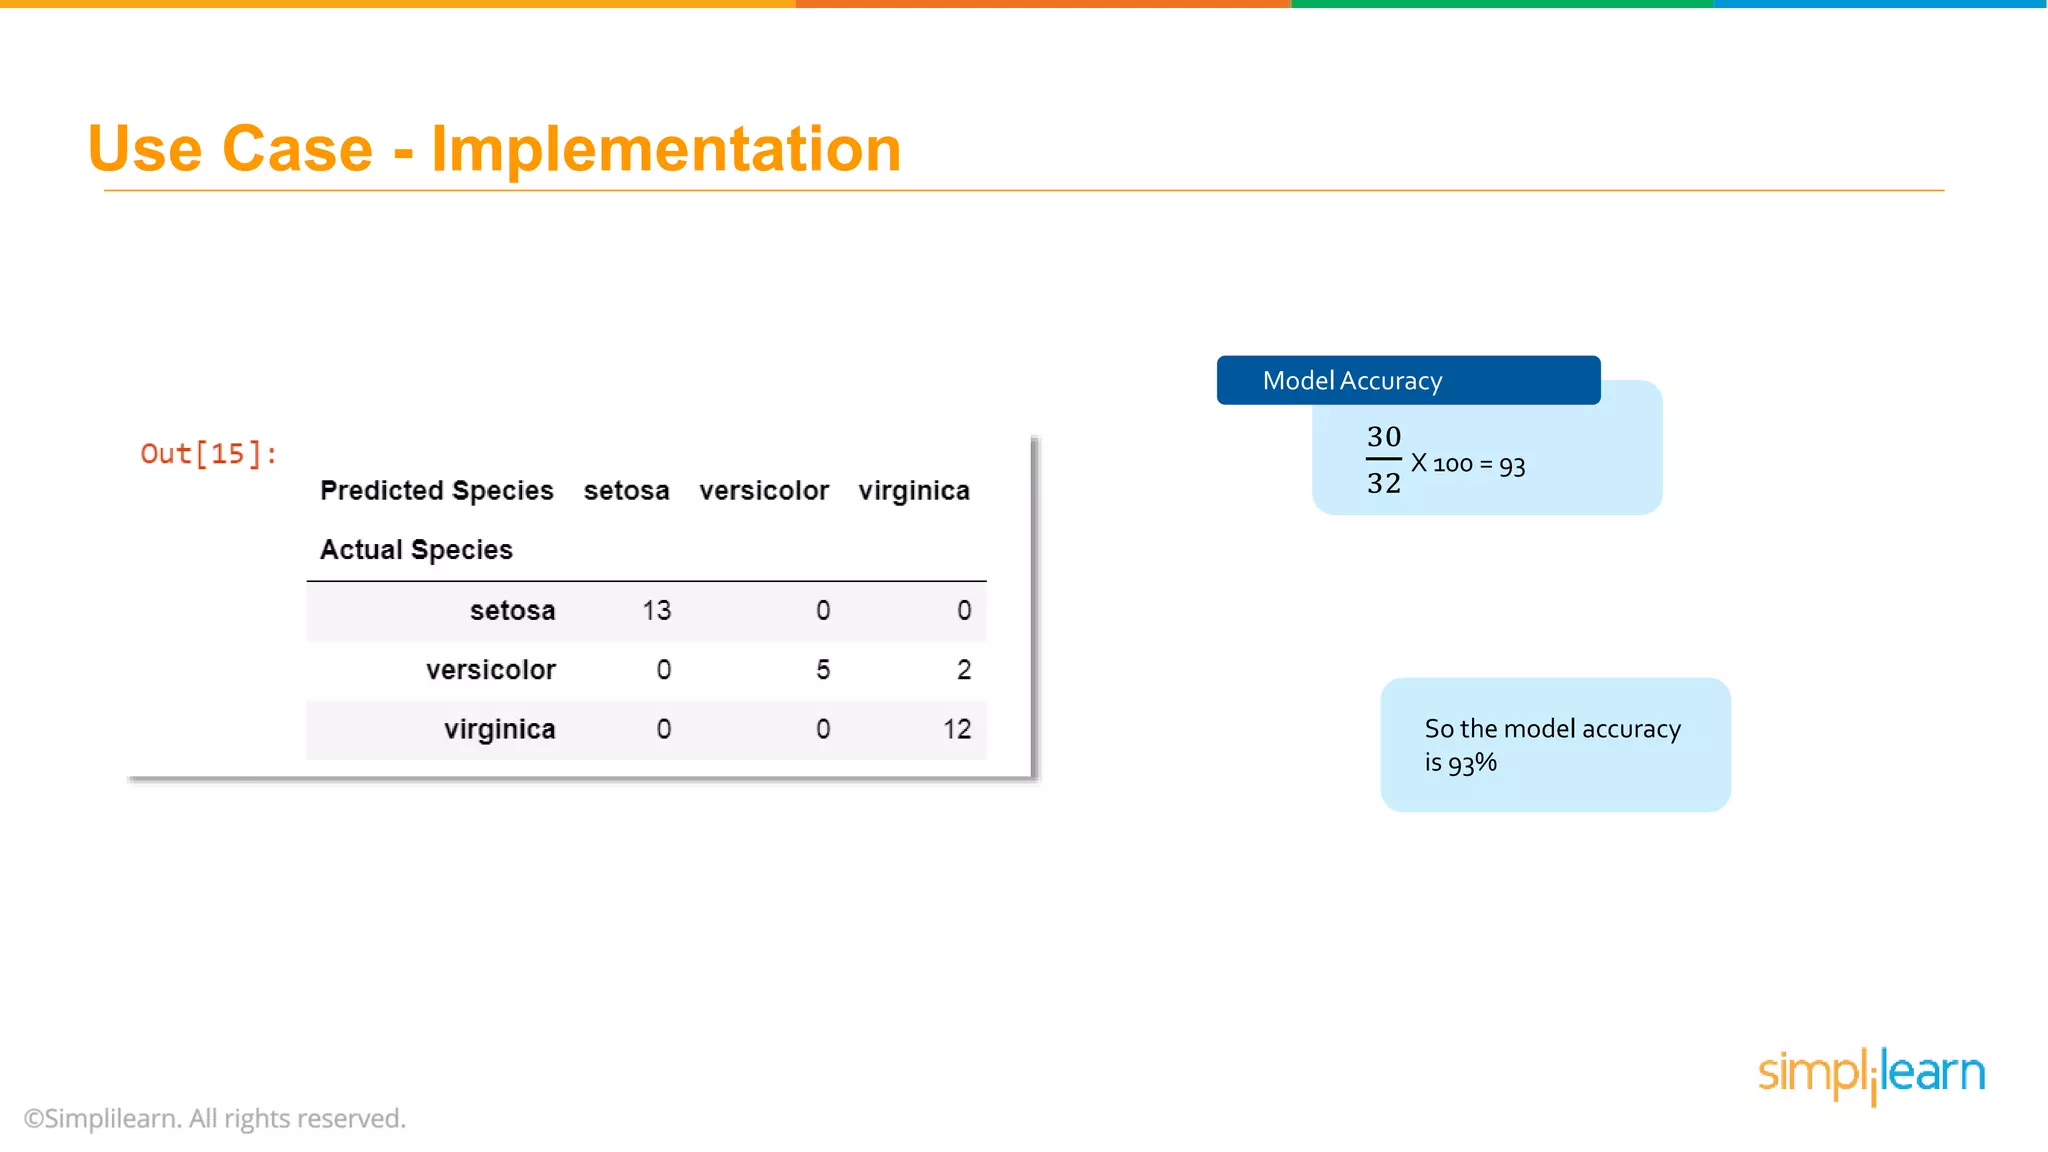 Use Case - Implementation
Out[15]:
Predicted Species setosa versicolor virginica
Actual Species
setosa 13 0 0
versicolor 0 5 2
virginica 0 0 12
Model Accuracy
30
32
X 100 = 93
So the model accuracy
is 93%
simplilearn
©Simplilearn. All rights reserved.